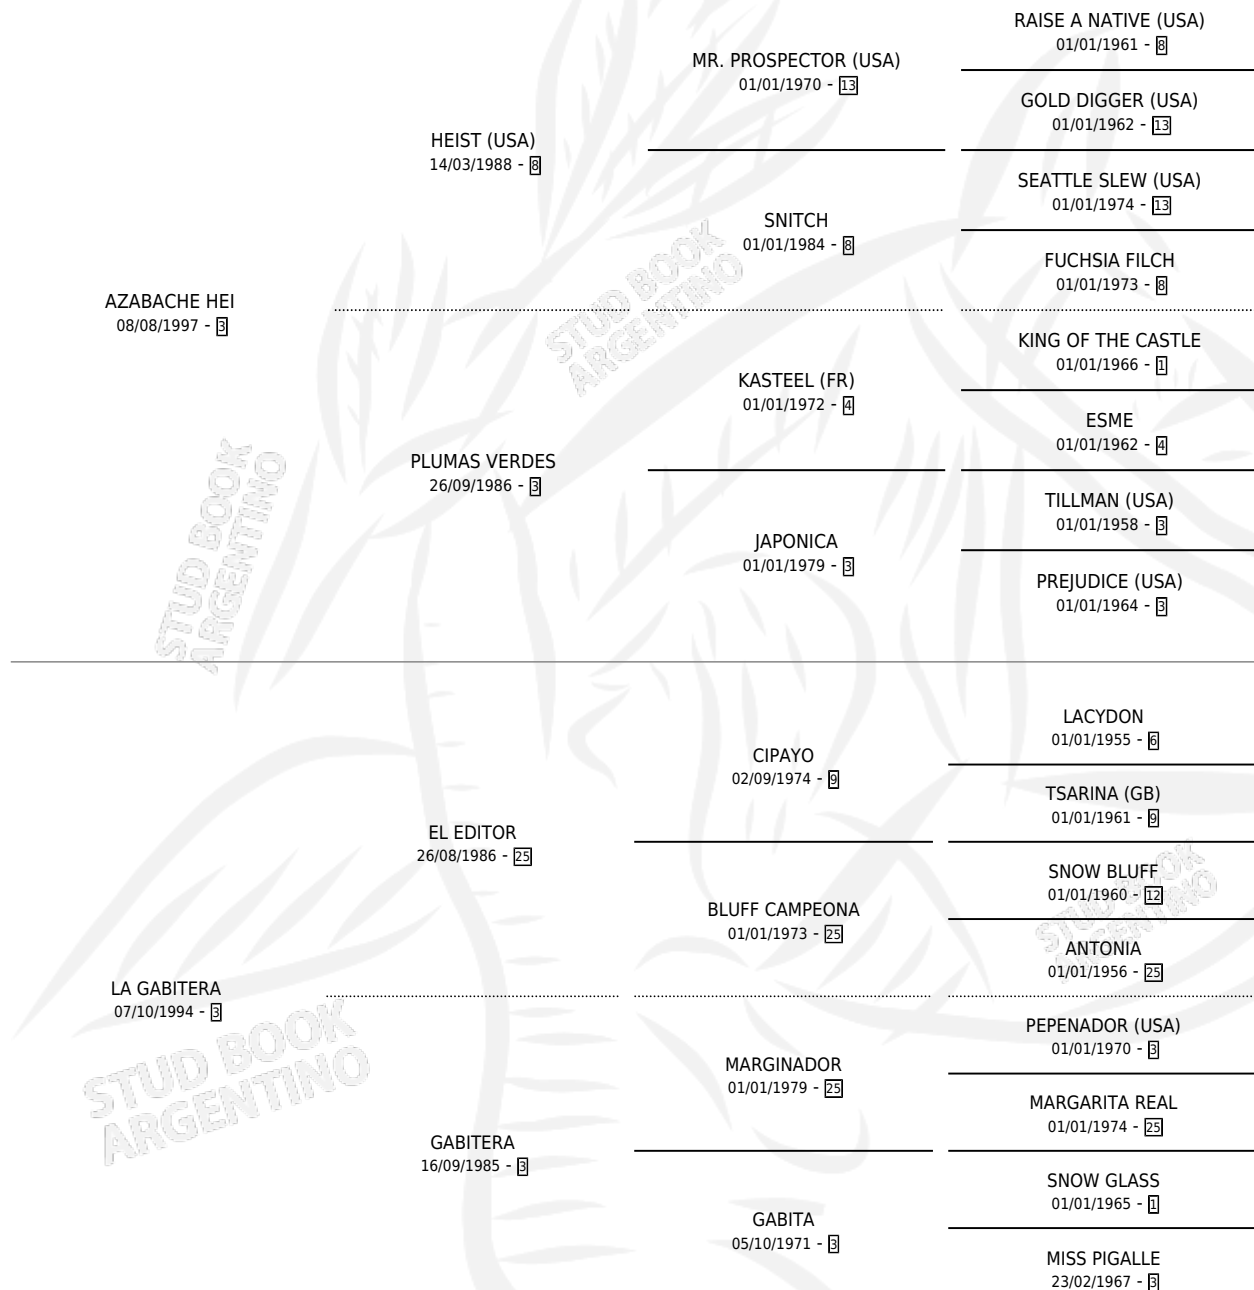 RAISE A NATIVE (USA)
01/01/1961 - 8
MR. PROSPECTOR (USA)
01/01/1970 - 13
GOLD DIGGER (USA)
01/01/1962 - 13
HEIST (USA)
14/03/1988 - 8
SEATTLE SLEW (USA)
01/01/1974 - 13
SNITCH
01/01/1984 - 8
FUCHSIA FILCH
01/01/1973 - 8
AZABACHE HEI
08/08/1997 - 3
STUD BOOK
ARGENTINO
KING OF THE CASTLE
01/01/1966 - 1
KASTEEL (FR)
01/01/1972 - 4
ESME
01/01/1962 - 4
PLUMAS VERDES
26/09/1986 - 3
TILLMAN (USA)
01/01/1958 - 3
JAPONICA
01/01/1979 - 3
PREJUDICE (USA)
01/01/1964 - 3
STUD BOOK
ARGENTINO
LACYDON
01/01/1955 - 6
CIPAYO
02/09/1974 - 9
TSARINA (GB)
01/01/1961 - 9
EL EDITOR
26/08/1986 - 25
SNOW BLUFF
01/01/1960 - 12
BLUFF CAMPEONA
01/01/1973 - 25
STUD BOOK
ARGENTINO
ANTONIA
01/01/1956 - 25
LA GABITERA
07/10/1994 - 3
STUD BOOK
ARGENTINO
PEPENADOR (USA)
01/01/1970 - 3
MARGINADOR
01/01/1979 - 25
MARGARITA REAL
01/01/1974 - 25
GABITERA
16/09/1985 - 3
SNOW GLASS
01/01/1965 - 1
GABITA
05/10/1971 - 3
MISS PIGALLE
23/02/1967 - 3